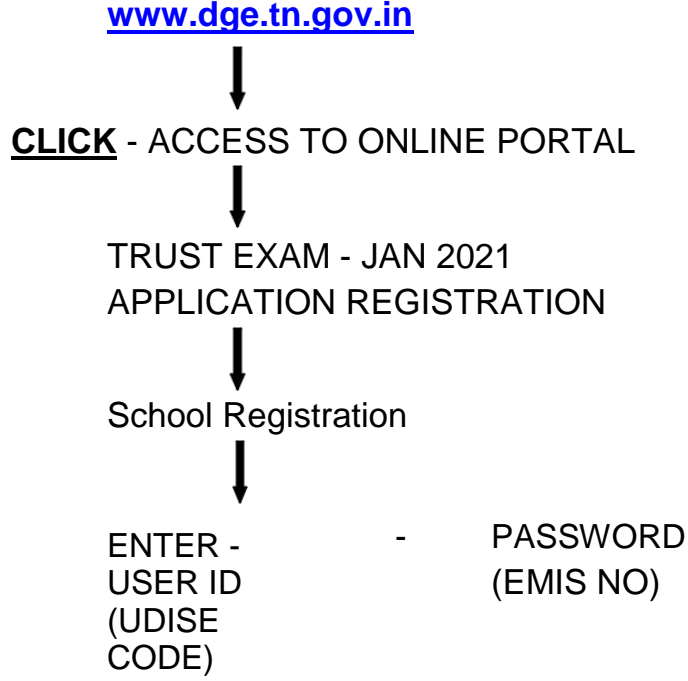 www.dge.tn.gov.in
CLICK - ACCESS TO ONLINE PORTAL
TRUST EXAM - JAN 2021
APPLICATION REGISTRATION
School Registration
ENTER - - PASSWORD
USER ID (EMIS NO)
(UDISE
CODE)